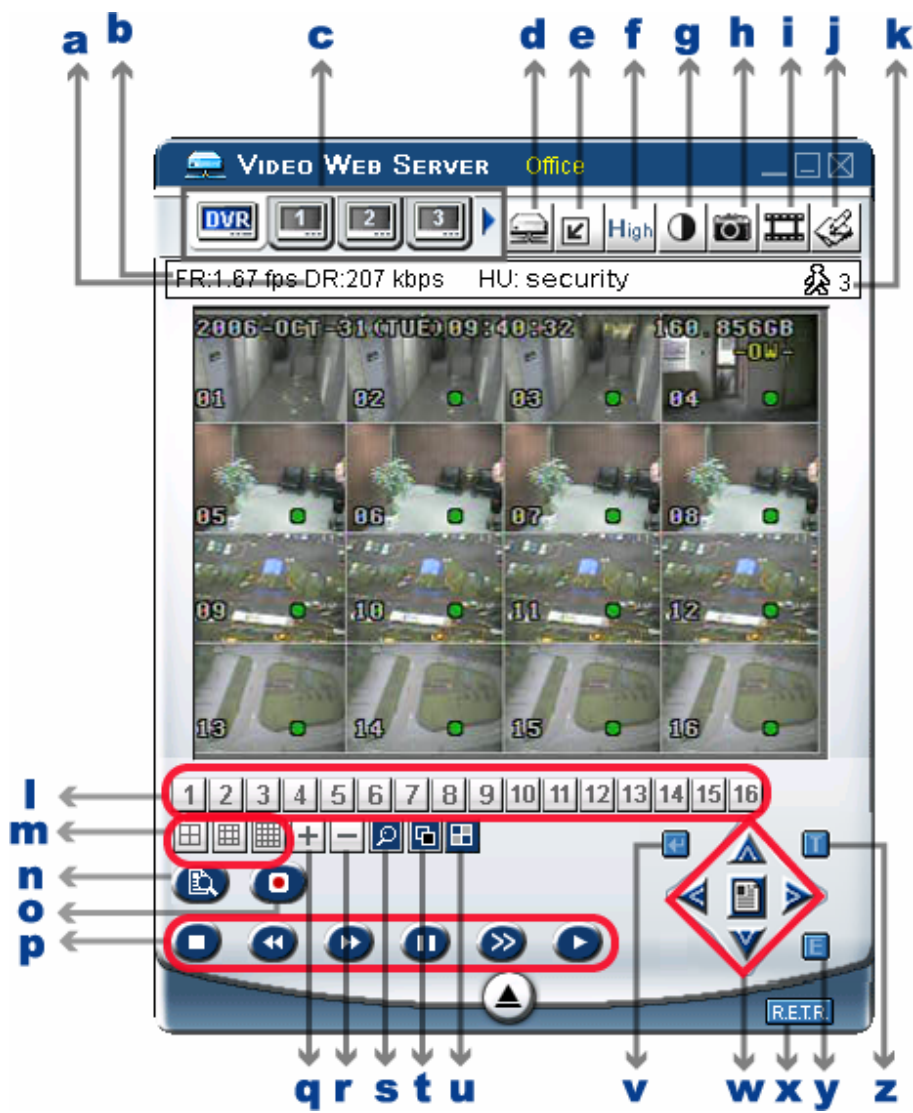 a b c d e f g h i j k
VIDEO WEB SERVER Office
DVR 1 2 3 High
FR:1.67 fps DR:207 kbps HU: security 3
2006-OCT-31(TUE)09:40:32 160.856GB
-OW-
01 02 03 04
05 06 07 08
09 10 11 12
13 14 15 16
l 1 2 3 4 5 6 7 8 9 10 11 12 13 14 15 16
m
T
n
o
p
E
R.E.T.R.
q r s t u v w x y z